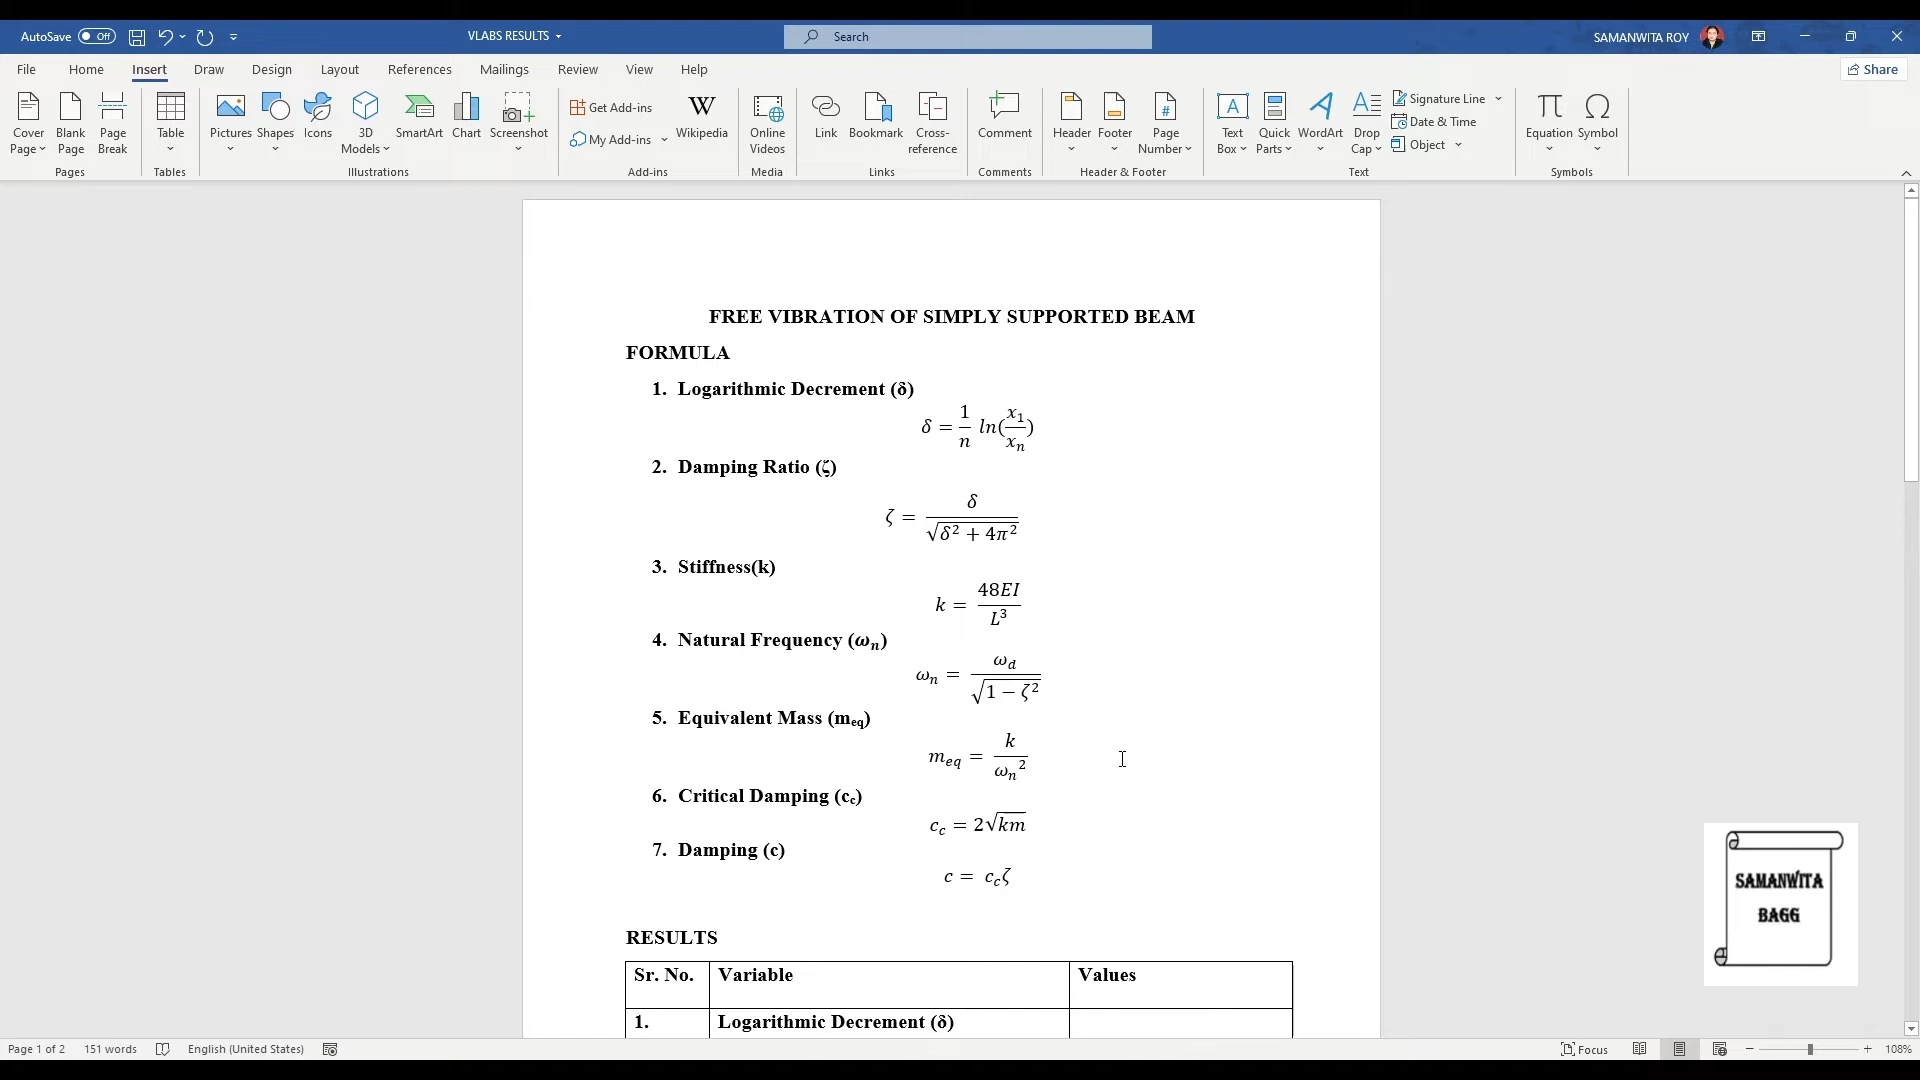 AutoSave Off
VLABS RESULTS
Search
SAMANWITA ROY
File Home Insert Draw Design Layout References Mailings Review View Help
Share
Cover Page
Blank Page
Page Break
Pages
Table
Tables
Pictures
Shapes
Icons
3D Models
SmartArt
Chart
Screenshot
Illustrations
Get Add-ins
My Add-ins
W
Wikipedia
Add-ins
Online Videos
Media
Link
Bookmark
Cross-reference
Links
Comment
Comments
Header
Footer
Page Number
Header & Footer
Text Box
Quick Parts
WordArt
Drop Cap
Signature Line
Date & Time
Object
Text
Equation
Symbol
Symbols
FREE VIBRATION OF SIMPLY SUPPORTED BEAM
FORMULA
1. Logarithmic Decrement (δ)
δ = 1/n ln(x₁/xₙ)
2. Damping Ratio (ζ)
ζ = δ/√(δ² + 4π²)
3. Stiffness(k)
k = 48EI/L³
4. Natural Frequency (ωₙ)
ωₙ = ω_d/√(1 − ζ²)
5. Equivalent Mass (m_eq)
m_eq = k/ωₙ²
6. Critical Damping (c_c)
c_c = 2√km
7. Damping (c)
c = c_cζ
RESULTS
Sr. No. Variable Values
1. Logarithmic Decrement (δ)
SAMANWITA
BAGG
Page 1 of 2 151 words English (United States) Focus 108%